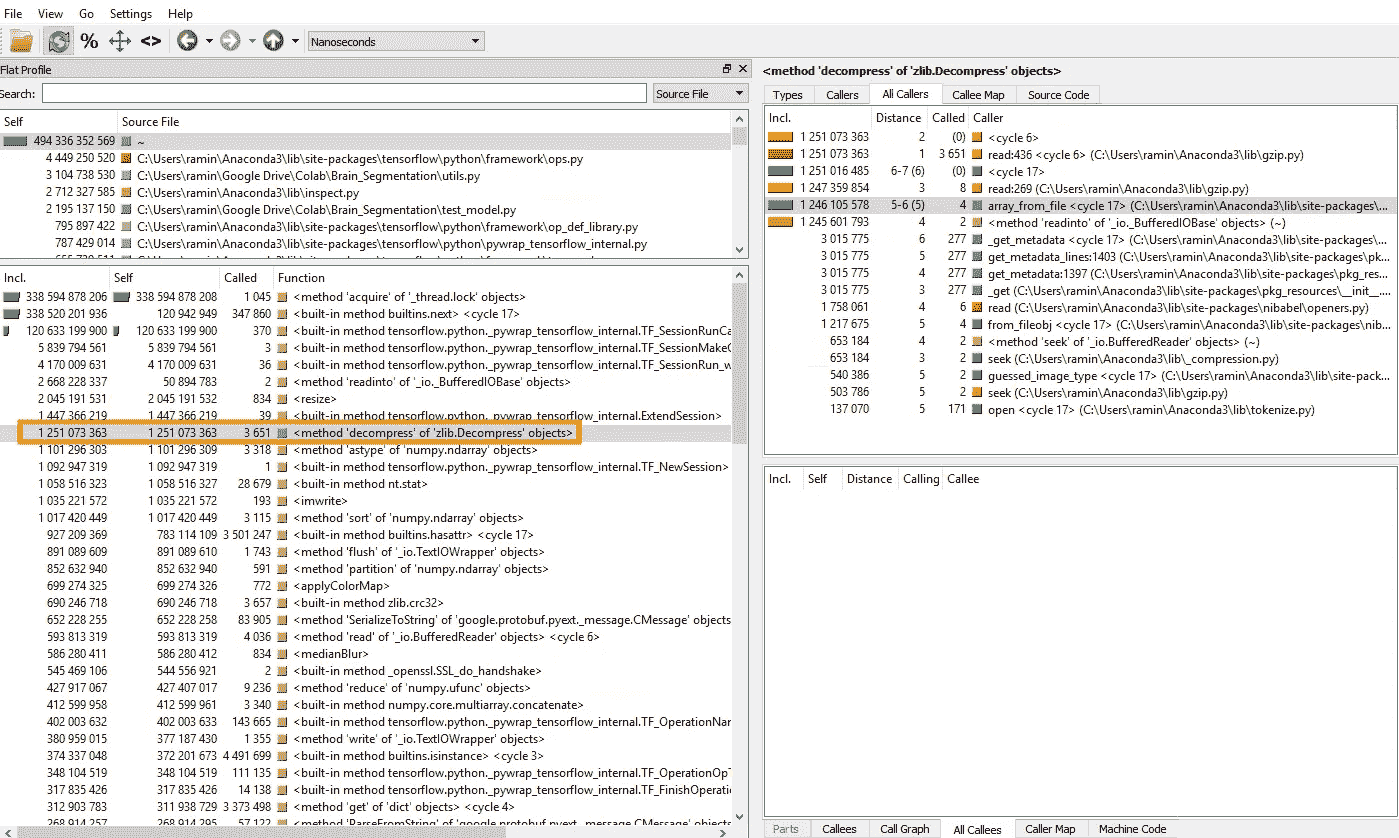 File View Go Settings Help
% <> Nanoseconds
Flat Profile
Search: Source File
Self Source File
494 336 352 569 ~
4 449 250 520 C:\Users\ramin\Anaconda3\lib\site-packages\tensorflow\python\framework\ops.py
3 104 738 530 C:\Users\ramin\Google Drive\Colab\Brain_Segmentation\utils.py
2 712 327 585 C:\Users\ramin\Anaconda3\lib\inspect.py
2 195 137 150 C:\Users\ramin\Google Drive\Colab\Brain_Segmentation\test_model.py
795 897 422 C:\Users\ramin\Anaconda3\lib\site-packages\tensorflow\python\framework\op_def_library.py
787 429 014 C:\Users\ramin\Anaconda3\lib\site-packages\tensorflow\python\pywrap_tensorflow_internal.py
Incl. Self Called Function
338 594 878 206 338 594 878 208 1 045 <method 'acquire' of '_thread.lock' objects>
338 520 201 936 120 942 949 347 860 <built-in method builtins.next> <cycle 17>
120 633 199 900 120 633 199 900 370 <built-in method tensorflow.python._pywrap_tensorflow_internal.TF_SessionRunCa
5 839 794 561 5 839 794 561 3 <built-in method tensorflow.python._pywrap_tensorflow_internal.TF_SessionMakeC
4 170 009 631 4 170 009 631 36 <built-in method tensorflow.python._pywrap_tensorflow_internal.TF_SessionRun_w
2 668 228 337 50 894 783 2 <method 'readinto' of '_io._BufferedIOBase' objects>
2 045 191 531 2 045 191 532 834 <resize>
1 447 366 219 1 447 366 219 39 <built-in method tensorflow.python._pywrap_tensorflow_internal.ExtendSession>
1 251 073 363 1 251 073 363 3 651 <method 'decompress' of 'zlib.Decompress' objects>
1 101 296 303 1 101 296 309 3 318 <method 'astype' of 'numpy.ndarray' objects>
1 092 947 319 1 092 947 319 1 <built-in method tensorflow.python._pywrap_tensorflow_internal.TF_NewSession>
1 058 516 323 1 058 516 327 28 679 <built-in method nt.stat>
1 035 221 572 1 035 221 572 193 <imwrite>
1 017 420 449 1 017 420 449 3 115 <method 'sort' of 'numpy.ndarray' objects>
927 209 369 783 114 109 3 501 247 <built-in method builtins.hasattr> <cycle 17>
891 089 609 891 089 610 1 743 <method 'flush' of '_io.TextIOWrapper' objects>
852 632 940 852 632 940 591 <method 'partition' of 'numpy.ndarray' objects>
699 274 325 699 274 326 772 <applyColorMap>
690 246 718 690 246 718 3 657 <built-in method zlib.crc32>
652 228 255 652 228 258 83 905 <method 'SerializeToString' of 'google.protobuf.pyext._message.CMessage' objects
593 813 319 593 813 319 4 036 <method 'read' of '_io.BufferedReader' objects> <cycle 6>
586 280 411 586 280 412 834 <medianBlur>
545 469 106 544 556 921 2 <built-in method _openssl.SSL_do_handshake>
427 917 067 427 407 017 9 236 <method 'reduce' of 'numpy.ufunc' objects>
412 599 958 412 599 961 3 340 <built-in method numpy.core.multiarray.concatenate>
402 003 632 402 003 633 143 665 <built-in method tensorflow.python._pywrap_tensorflow_internal.TF_OperationNar
380 959 015 377 187 430 1 355 <method 'write' of '_io.TextIOWrapper' objects>
374 337 048 372 201 673 4 491 699 <built-in method builtins.isinstance> <cycle 3>
348 104 519 348 104 519 111 135 <built-in method tensorflow.python._pywrap_tensorflow_internal.TF_OperationOpT
317 835 426 317 835 426 14 138 <built-in method tensorflow.python._pywrap_tensorflow_internal.TF_FinishOperatio
312 903 783 311 938 729 3 373 498 <method 'get' of 'dict' objects> <cycle 4>
268 914 257 268 914 295 57 122 <method 'ParseFromString' of 'google.protobuf.pyext._message.CMessage' objects
<method 'decompress' of 'zlib.Decompress' objects>
Types Callers All Callers Callee Map Source Code
Incl. Distance Called Caller
1 251 073 363 2 (0) <cycle 6>
1 251 073 363 1 3 651 read:436 <cycle 6> (C:\Users\ramin\Anaconda3\lib\gzip.py)
1 251 016 485 6-7 (6) (0) <cycle 17>
1 247 359 854 3 8 read:269 (C:\Users\ramin\Anaconda3\lib\gzip.py)
1 246 105 578 5-6 (5) 4 array_from_file <cycle 17> (C:\Users\ramin\Anaconda3\lib\site-packages\...
1 245 601 793 4 2 <method 'readinto' of '_io._BufferedIOBase' objects> (~)
3 015 775 6 277 _get_metadata <cycle 17> (C:\Users\ramin\Anaconda3\lib\site-packages\...
3 015 775 5 277 get_metadata_lines:1403 (C:\Users\ramin\Anaconda3\lib\site-packages\pk...
3 015 775 4 277 get_metadata:1397 (C:\Users\ramin\Anaconda3\lib\site-packages\pkg_res...
3 015 775 3 277 _get (C:\Users\ramin\Anaconda3\lib\site-packages\pkg_resources\__init__....
1 758 061 4 6 read (C:\Users\ramin\Anaconda3\lib\site-packages\nibabel\openers.py)
1 217 675 5 4 from_fileobj <cycle 17> (C:\Users\ramin\Anaconda3\lib\site-packages\nib...
653 184 4 2 <method 'seek' of '_io.BufferedReader' objects> (~)
653 184 3 2 seek (C:\Users\ramin\Anaconda3\lib\_compression.py)
540 386 5 2 guessed_image_type <cycle 17> (C:\Users\ramin\Anaconda3\lib\site-pack...
503 786 5 2 seek (C:\Users\ramin\Anaconda3\lib\gzip.py)
137 070 5 171 open <cycle 17> (C:\Users\ramin\Anaconda3\lib\tokenize.py)
Incl. Self Distance Calling Callee
Parts Callees Call Graph All Callees Caller Map Machine Code